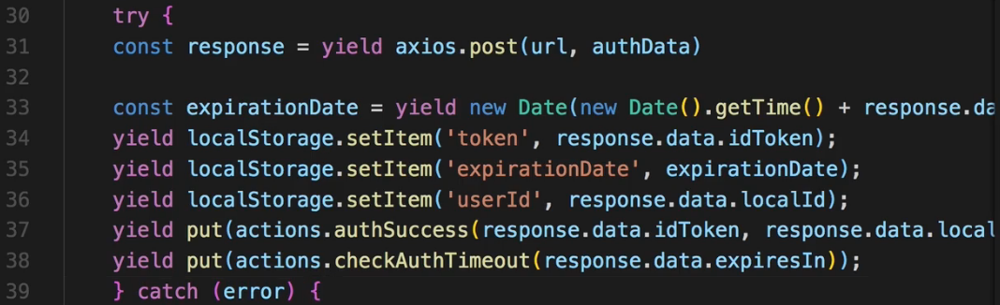 30 try {
31 const response = yield axios.post(url, authData)
32
33 const expirationDate = yield new Date(new Date().getTime() + response.da
34 yield localStorage.setItem('token', response.data.idToken);
35 yield localStorage.setItem('expirationDate', expirationDate);
36 yield localStorage.setItem('userId', response.data.localId);
37 yield put(actions.authSuccess(response.data.idToken, response.data.local
38 yield put(actions.checkAuthTimeout(response.data.expiresIn));
39 } catch (error) {